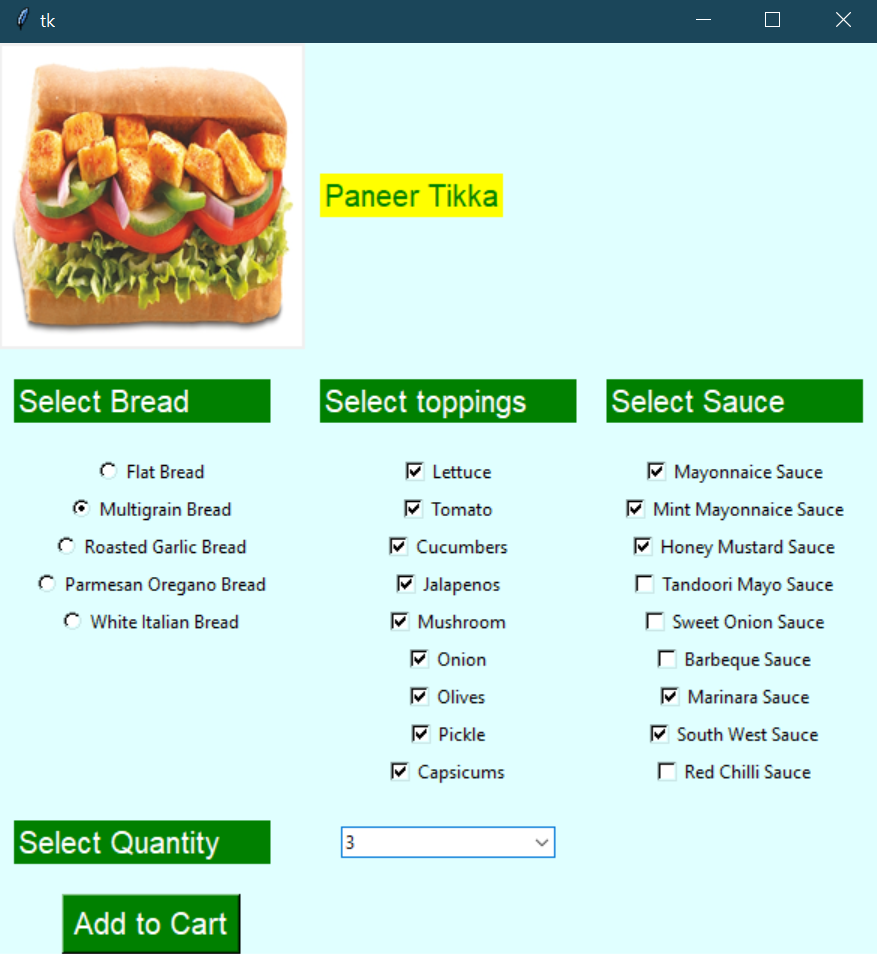 tk
Paneer Tikka
Select Bread
Flat Bread
Multigrain Bread
Roasted Garlic Bread
Parmesan Oregano Bread
White Italian Bread
Select toppings
Lettuce
Tomato
Cucumbers
Jalapenos
Mushroom
Onion
Olives
Pickle
Capsicums
Select Sauce
Mayonnaice Sauce
Mint Mayonnaice Sauce
Honey Mustard Sauce
Tandoori Mayo Sauce
Sweet Onion Sauce
Barbeque Sauce
Marinara Sauce
South West Sauce
Red Chilli Sauce
Select Quantity
3
Add to Cart